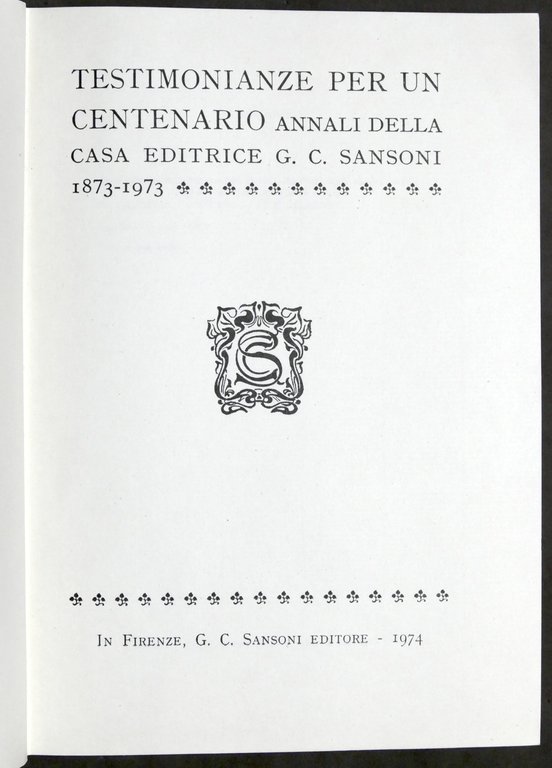 TESTIMONIANZE PER UN
CENTENARIO ANNALI DELLA
CASA EDITRICE G. C. SANSONI
1873-1973
In Firenze, G. C. Sansoni editore - 1974